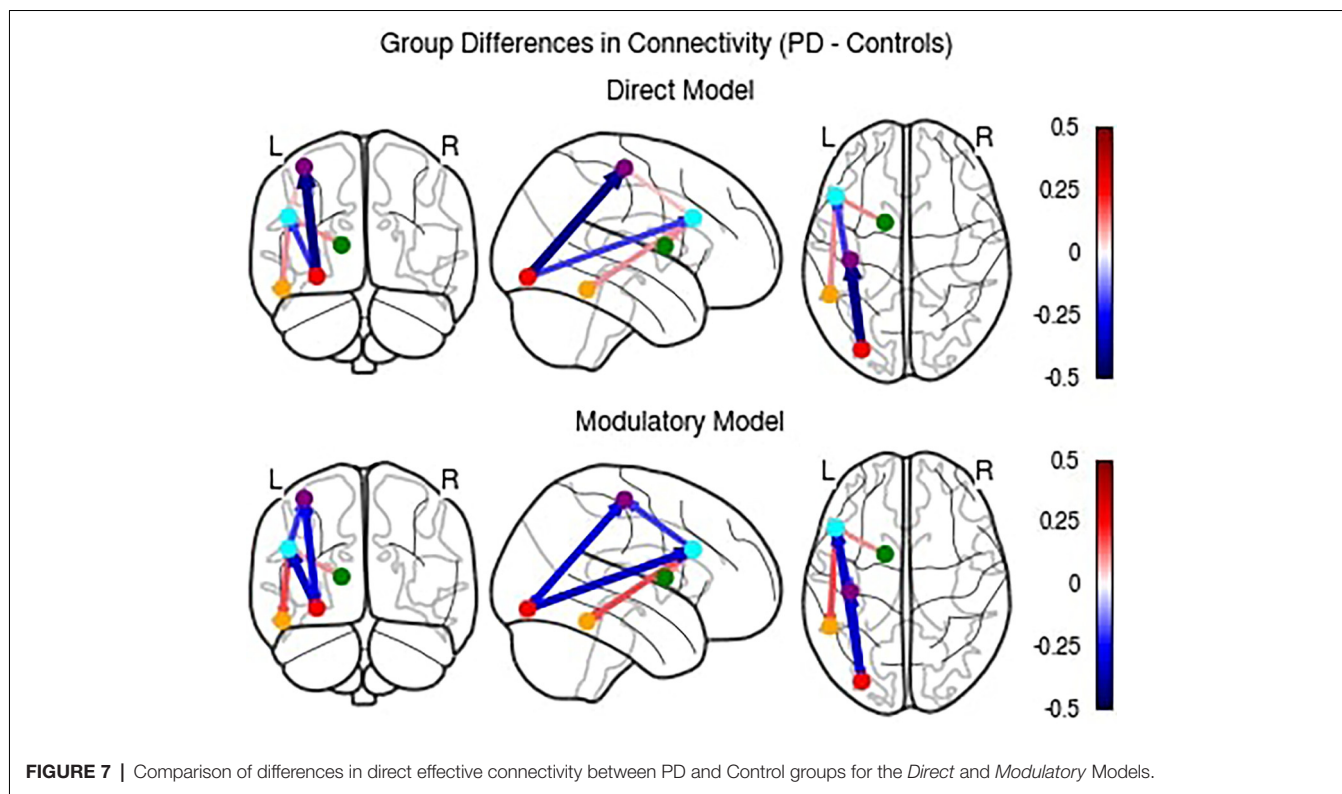 Group Differences in Connectivity (PD - Controls)
Direct Model
L R L R
0.5
0.25
0
-0.25
-0.5
Modulatory Model
L R L R
0.5
0.25
0
-0.25
-0.5
FIGURE 7 | Comparison of differences in direct effective connectivity between PD and Control groups for the Direct and Modulatory Models.